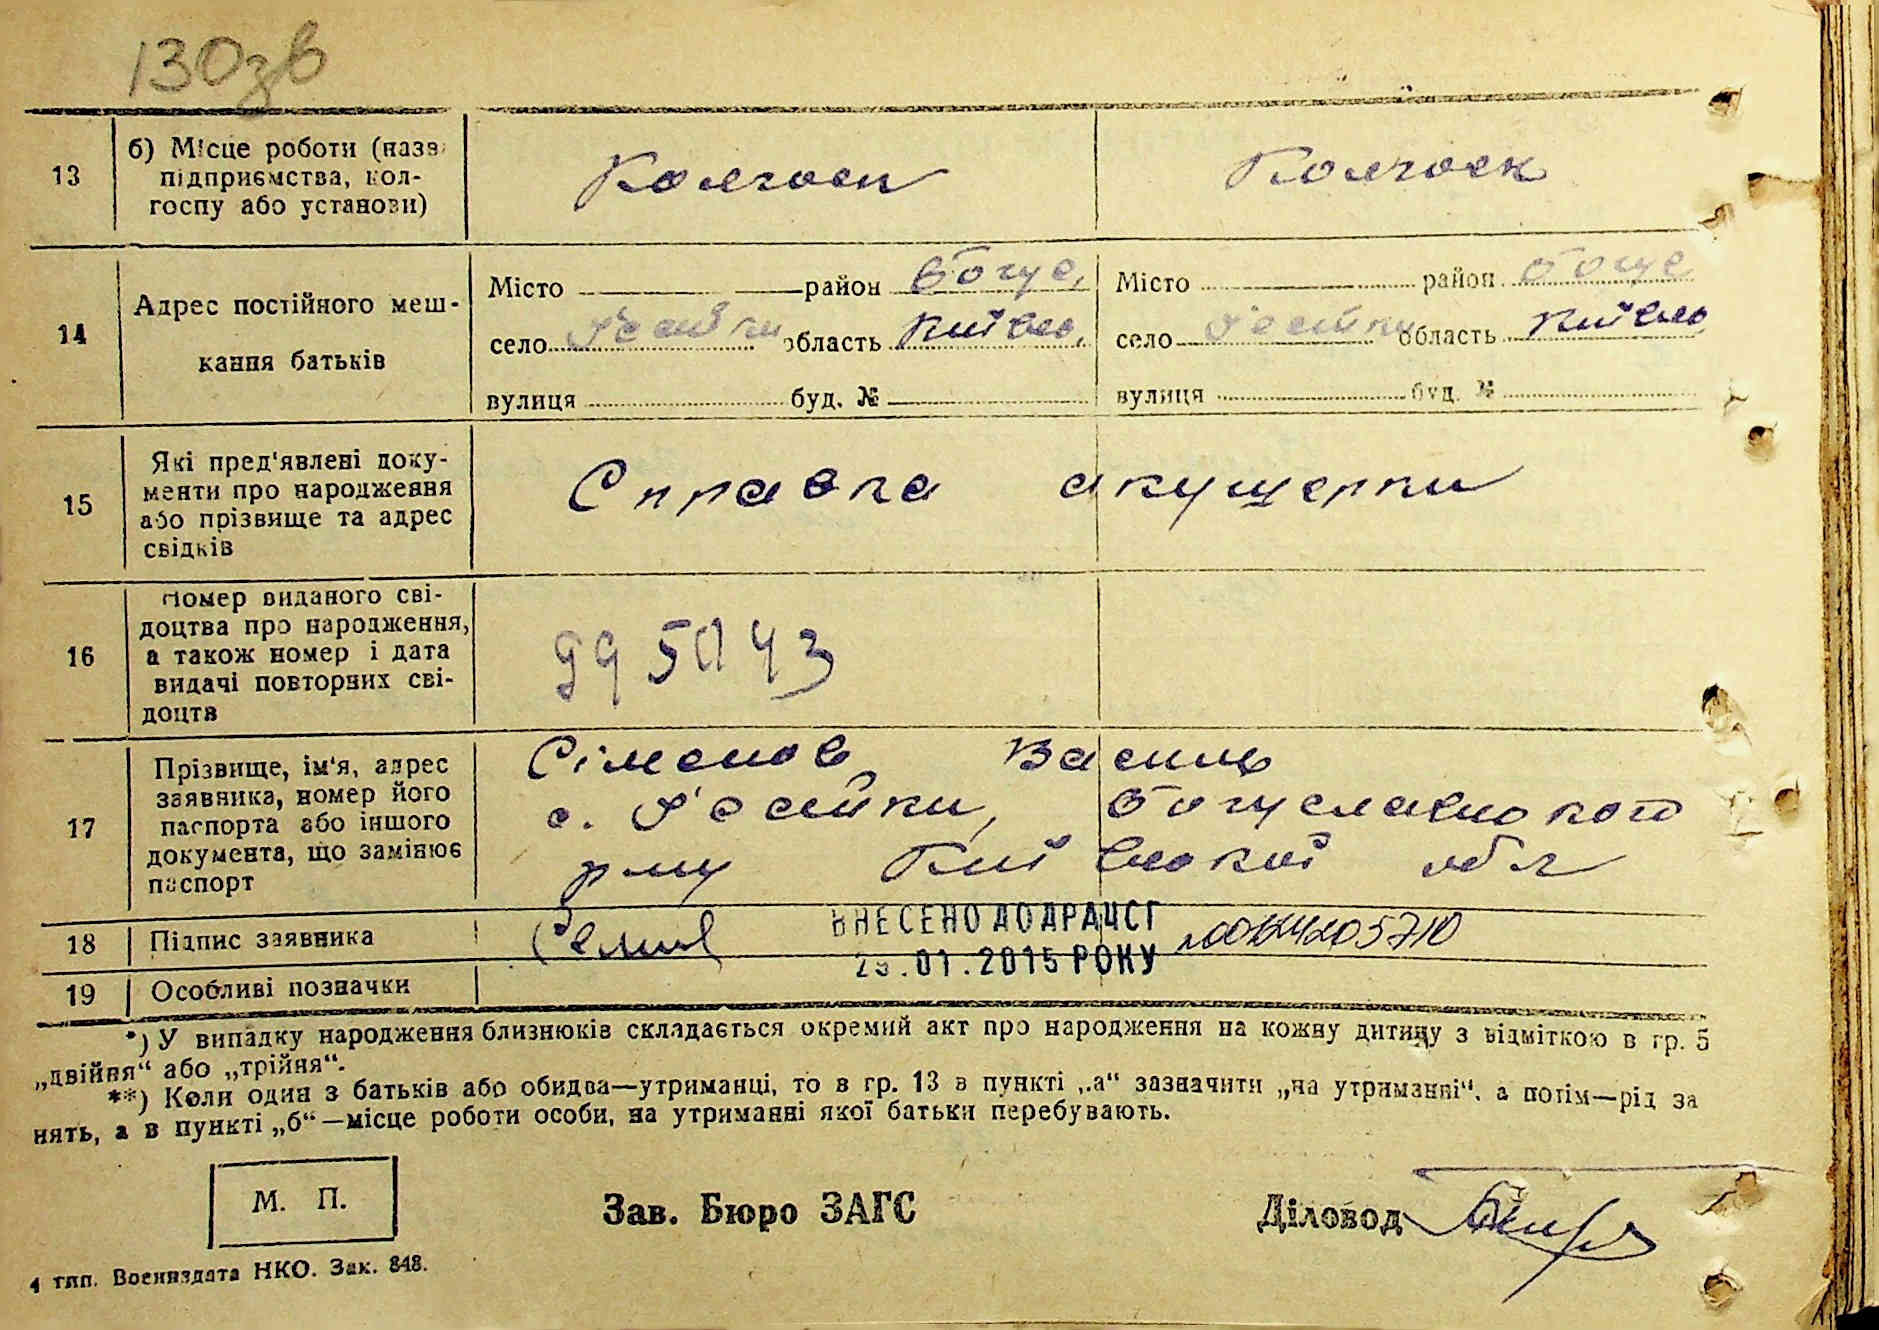 130зв
13 б) Місце роботи (назв
підприємства, кол-
госпу або установи)
Колгосп Колгосп
14 Адрес постійного меш-
кання батьків
Місто район Богус. Місто район Богус
село область Київсь. село область Київсь
вулиця буд. № вулиця буд. №
15 Які пред'явлені доку-
менти про народження
або прізвище та адрес
свідків
Справка акушерки
16 Номер виданого сві-
доцтва про народження,
а також номер і дата
видачі повторних сві-
доцтв
995043
17 Прізвище, ім'я, адрес
заявника, номер його
паспорта або іншого
документа, що замінює
паспорт
Сіменов Василь
с. Богуславського
р-ну Київської обл
18 Підпис заявника
ВНЕСЕНО ДО ДРАЦСГ
.01.2015 РОКУ
19 Особливі позначки
*) У випадку народження близнюків складається окремий акт про народження на кожну дитину з відміткою в гр. 5
„двійня“ або „трійня“.
**) Коли один з батьків або обидва—утриманці, то в гр. 13 в пункті „а“ зазначити „на утриманні“, а потім—рід за
нять, а в пункті „б“—місце роботи особи, на утриманні якої батьки перебувають.
М. П. Зав. Бюро ЗАГС Діловод
4 тип. Воениздата НКО. Зак. 848.